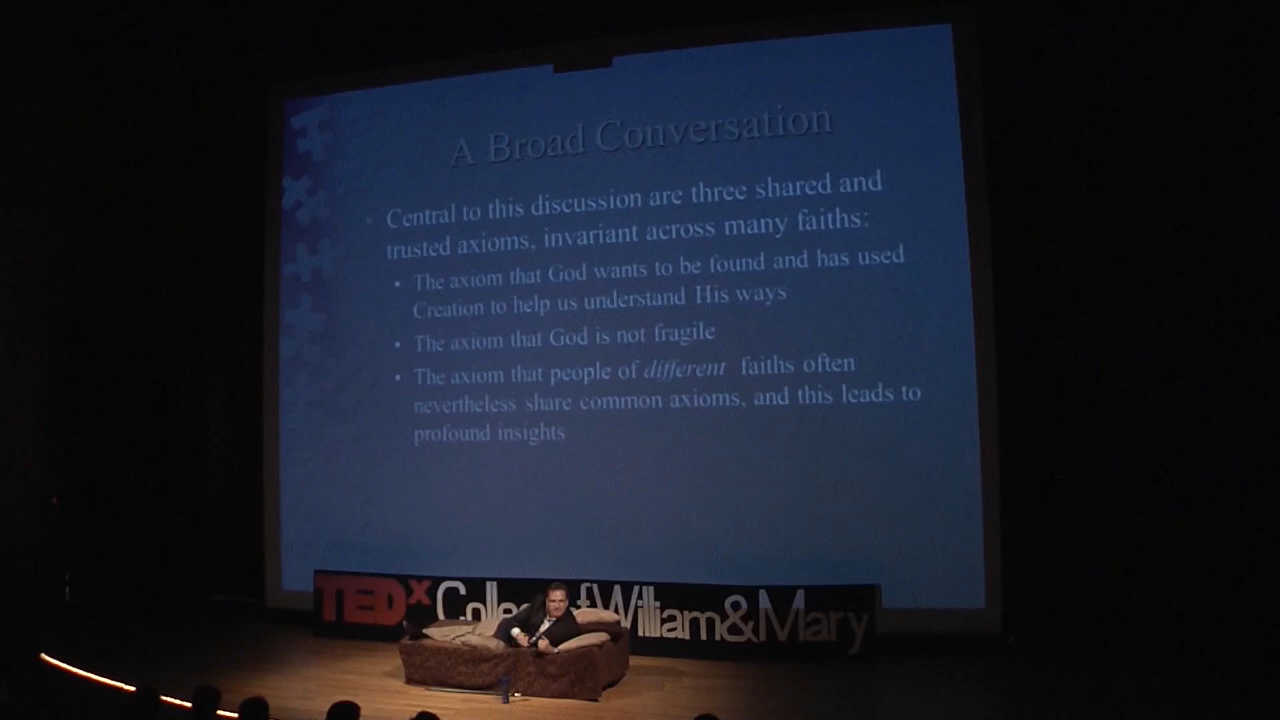 A Broad Conversation
Central to this discussion are three shared and
trusted axioms, invariant across many faiths:
The axiom that God wants to be found and has used
Creation to help us understand His ways
The axiom that God is not fragile
The axiom that people of different faiths often
nevertheless share common axioms, and this leads to
profound insights
TEDx College of William & Mary